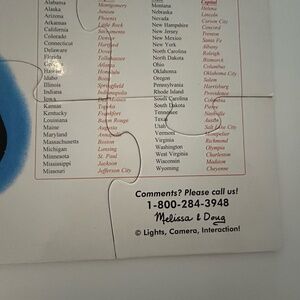 Alabama Montgomery
Alaska Juneau
Arizona Phoenix
Arkansas Little Rock
California Sacramento
Colorado Denver
Connecticut Hartford
Delaware Dover
Florida Tallahassee
Georgia Atlanta
Hawaii Honolulu
Idaho Boise
Illinois Springfield
Indiana Indianapolis
Iowa
Kansas Topeka
Kentucky Frankfort
Louisiana Baton Rouge
Maine Augusta
Maryland Annapolis
Massachusetts Boston
Michigan Lansing
Minnesota St. Paul
Mississippi Jackson
Missouri Jefferson City
Capital
Montana Helena
Nebraska Lincoln
Nevada Carson City
New Hampshire Concord
New Jersey Trenton
New Mexico Santa Fe
New York Albany
North Carolina Raleigh
North Dakota Bismarck
Ohio Columbus
Oklahoma Oklahoma City
Oregon Salem
Pennsylvania Harrisburg
Rhode Island Providence
South Carolina Columbia
South Dakota Pierre
Tennessee Nashville
Texas Austin
Utah Salt Lake City
Vermont Montpelier
Virginia Richmond
Washington Olympia
West Virginia Charleston
Wisconsin Madison
Wyoming Cheyenne
Comments? Please call us!
1-800-284-3948
Melissa & Doug
© Lights, Camera, Interaction!